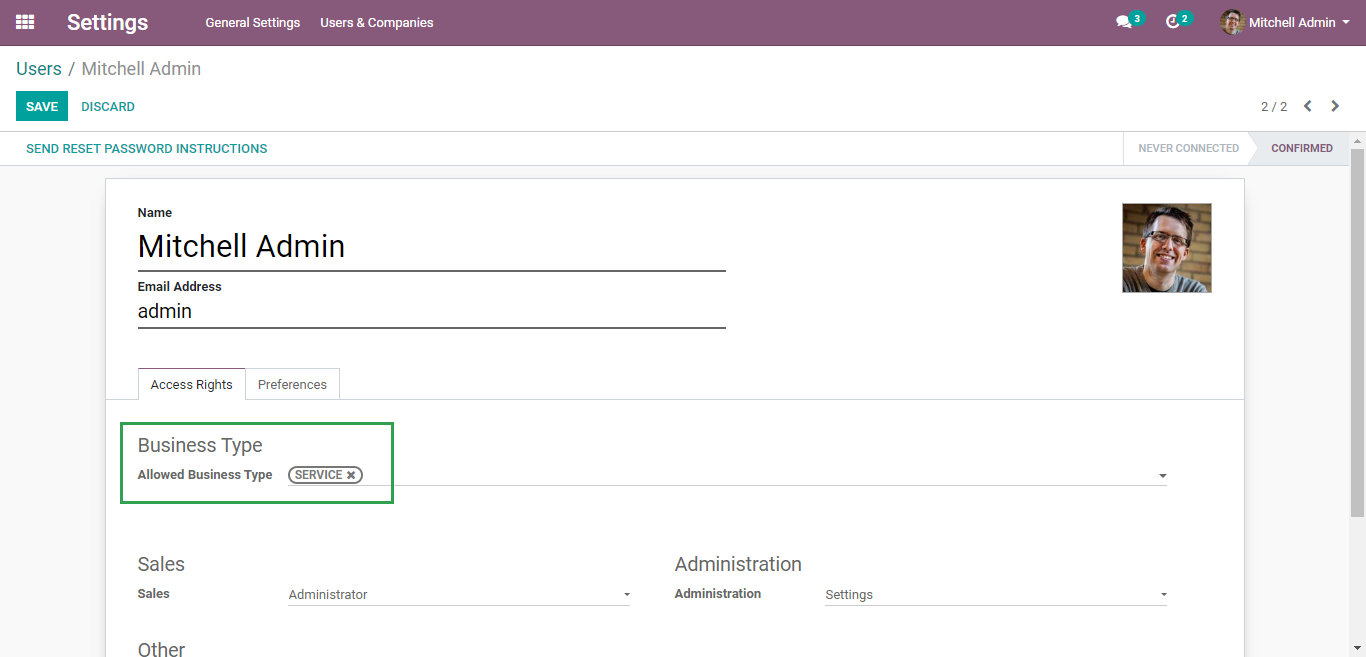 Settings General Settings Users & Companies 3 2 Mitchell Admin
Users / Mitchell Admin
SAVE DISCARD 2 / 2
SEND RESET PASSWORD INSTRUCTIONS NEVER CONNECTED CONFIRMED
Name
Mitchell Admin
Email Address
admin
Access Rights Preferences
Business Type
Allowed Business Type SERVICE
Sales Administration
Sales Administrator Administration Settings
Other